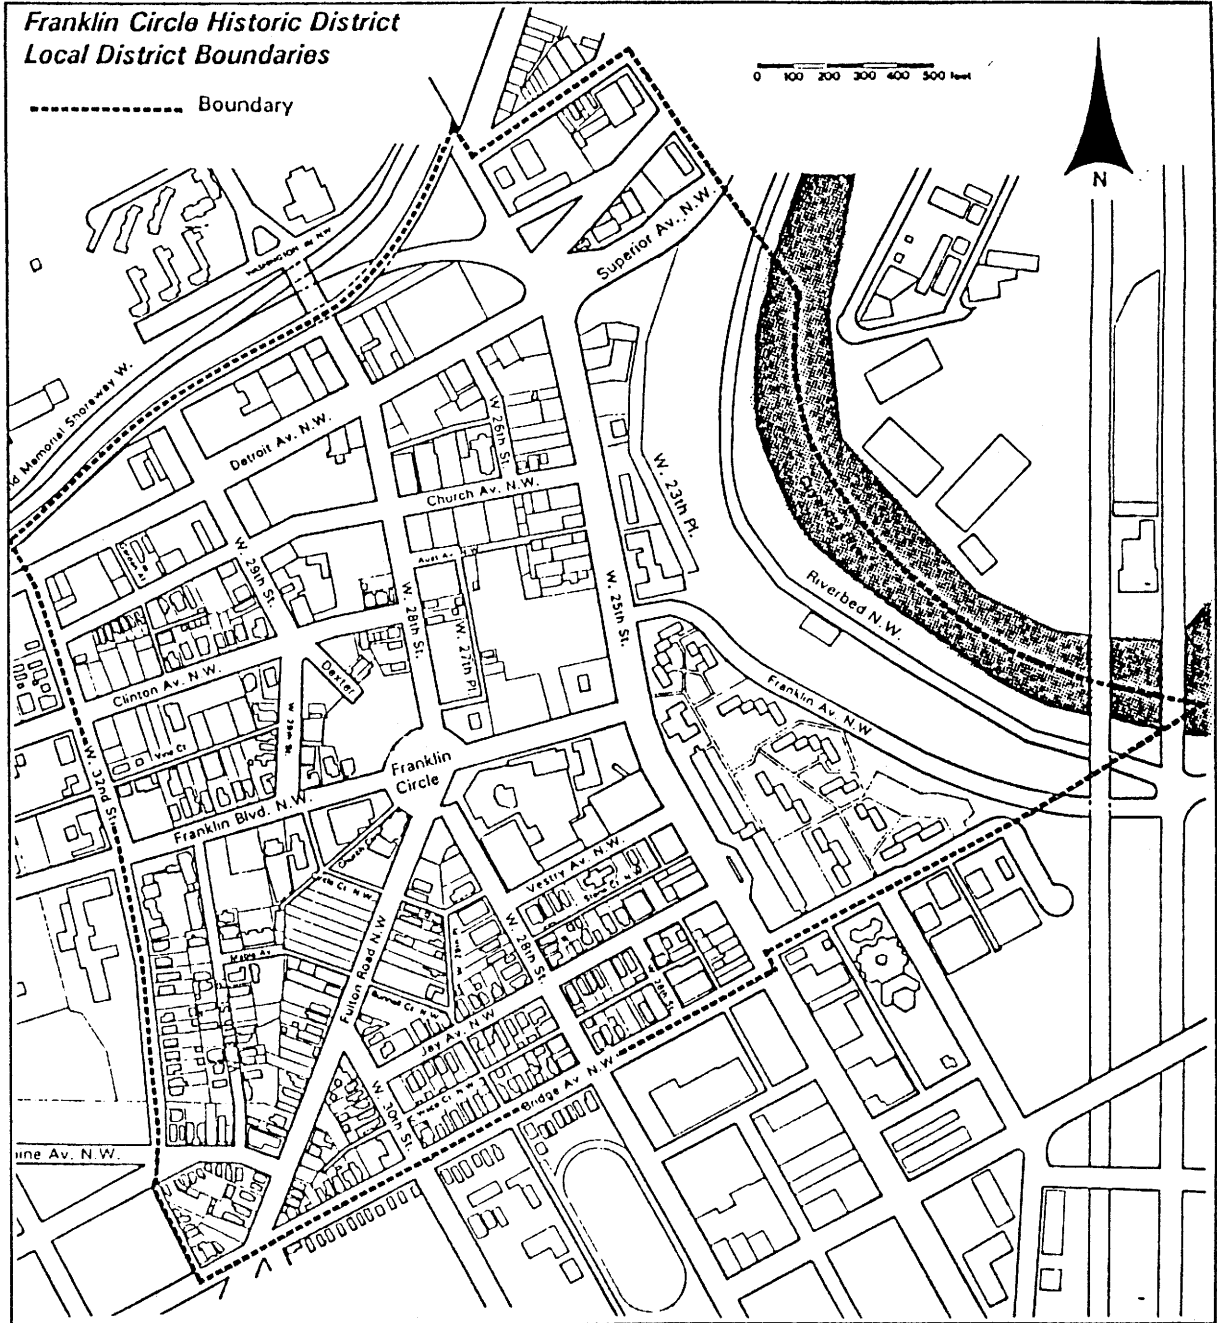 Franklin Circle Historic District
Local District Boundaries
Boundary
0 100 200 300 400 500 feet
N
Superior Av. N.W.
WASHINGTON AV N.W
Memorial Shoreway W.
Detroit Av. N.W.
W. 26th St.
Church Av. N.W.
W. 23th Pl.
W. 29th St.
W. 28th St.
W. 27th Pl.
W. 25th St.
Riverbed N.W.
Clinton Av. N.W.
Dexter
Franklin Av. N.W
W. 32nd St.
Franklin Circle
Franklin Blvd. N.W.
Vestry Av. N.W.
W. 28th St.
Fulton Road N.W
Jay Av. N.W
W. 30th St.
Bridge Av. N.W.
ine Av. N.W.